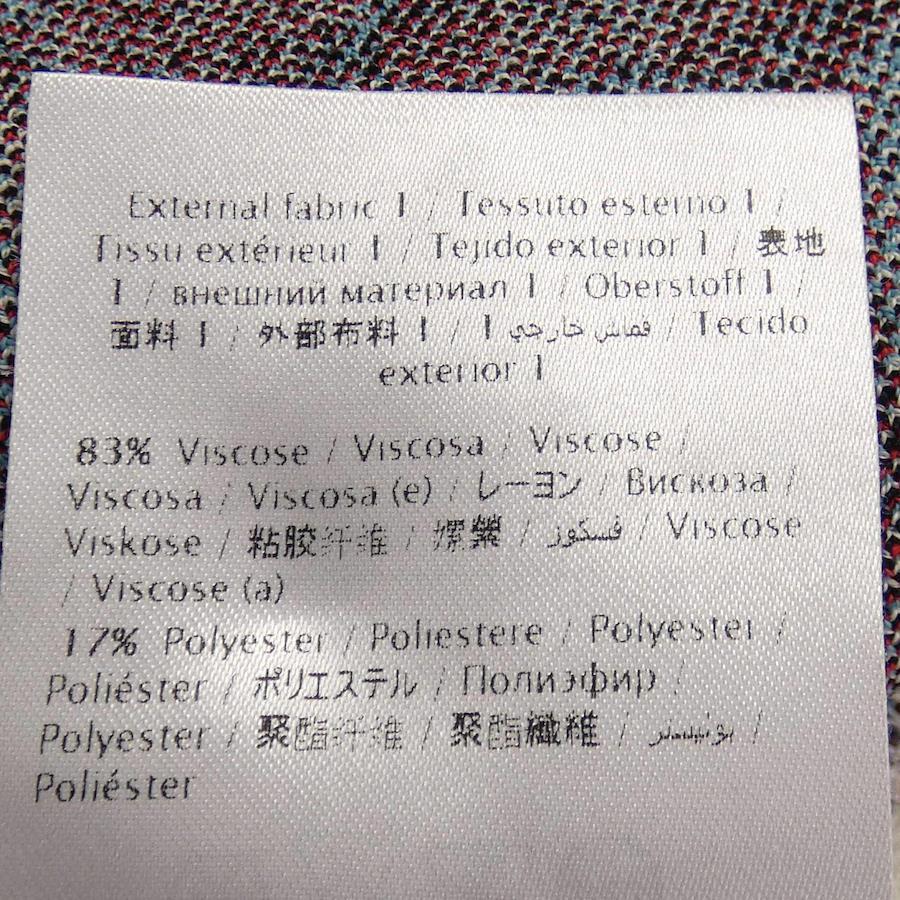 External fabric 1 / Tessuto esterno 1 /
Tissu extérieur 1 / Tejido exterior 1 / 表地
1 / внешний материал 1 / Oberstoff 1 /
面料 1 / 外部布料 1 / 1 قماش خارجي / Tecido
exterior 1
83% Viscose / Viscosa / Viscose /
Viscosa / Viscosa (e) / レーヨン / Вискоза /
Viskose / 粘胶纤维 / 嫘縈 / فسكوز / Viscose
/ Viscose (a)
17% Polyester / Poliestere / Polyester /
Poliéster / ポリエステル / Полиэфир /
Polyester / 聚酯纤维 / 聚酯纖維 / بوليستر /
Poliéster